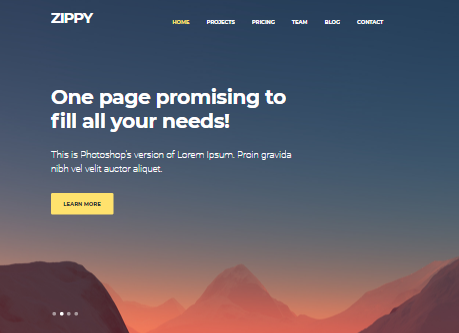 ZIPPY
HOME PROJECTS PRICING TEAM BLOG CONTACT
One page promising to
fill all your needs!
This is Photoshop's version of Lorem Ipsum. Proin gravida
nibh vel velit auctor aliquet.
LEARN MORE